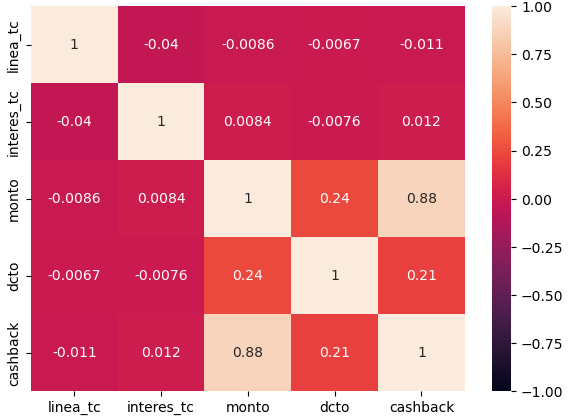 linea_tc 1 -0.04 -0.0086 -0.0067 -0.011
interes_tc -0.04 1 0.0084 -0.0076 0.012
monto -0.0086 0.0084 1 0.24 0.88
dcto -0.0067 -0.0076 0.24 1 0.21
cashback -0.011 0.012 0.88 0.21 1
linea_tc interes_tc monto dcto cashback
1.00
0.75
0.50
0.25
0.00
−0.25
−0.50
−0.75
−1.00